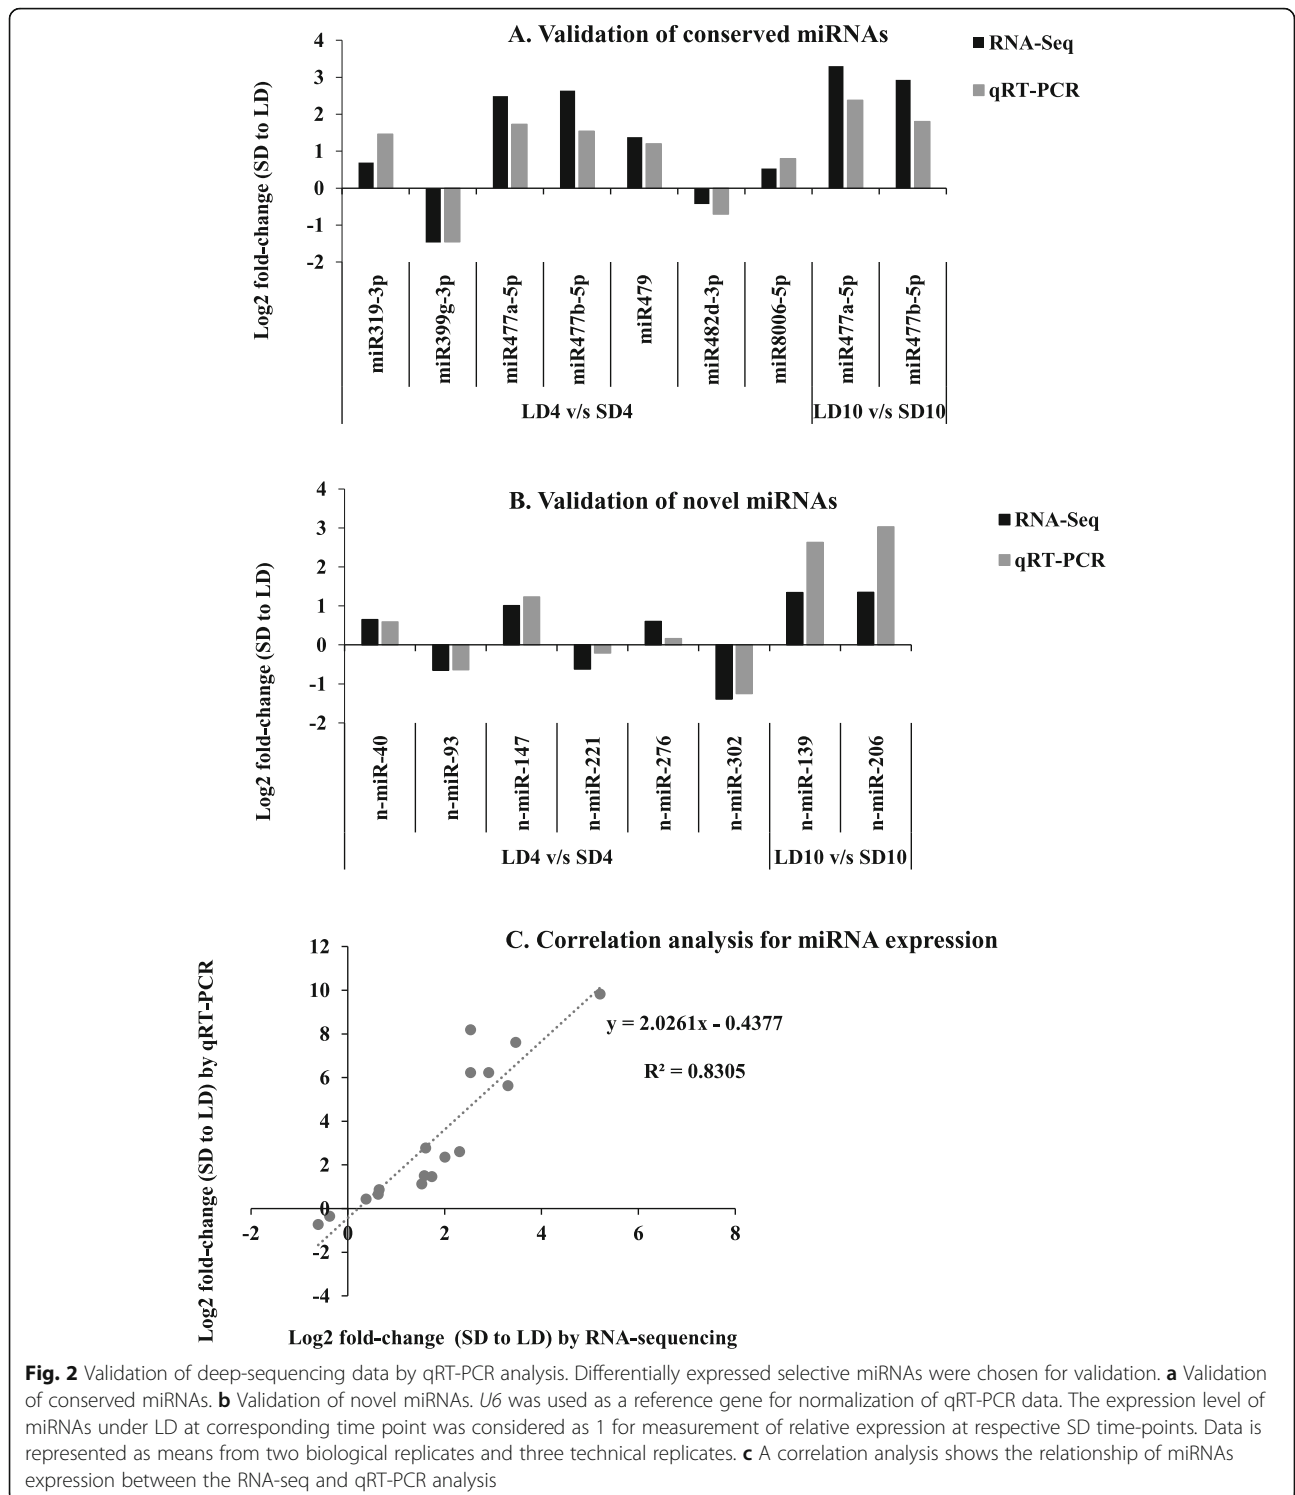 A. Validation of conserved miRNAs
RNA-Seq
qRT-PCR
Log2 fold-change (SD to LD)
4
3
2
1
0
-1
-2
miR319-3p
miR399g-3p
miR477a-5p
miR477b-5p
miR479
miR482d-3p
miR8006-5p
miR477a-5p
miR477b-5p
LD4 v/s SD4
LD10 v/s SD10
B. Validation of novel miRNAs
RNA-Seq
qRT-PCR
Log2 fold-change (SD to LD)
4
3
2
1
0
-1
-2
n-miR-40
n-miR-93
n-miR-147
n-miR-221
n-miR-276
n-miR-302
n-miR-139
n-miR-206
LD4 v/s SD4
LD10 v/s SD10
C. Correlation analysis for miRNA expression
Log2 fold-change (SD to LD) by qRT-PCR
12
10
8
6
4
2
0
-2
-4
-2
0
2
4
6
8
y = 2.0261x - 0.4377
R² = 0.8305
Log2 fold-change (SD to LD) by RNA-sequencing
Fig. 2 Validation of deep-sequencing data by qRT-PCR analysis. Differentially expressed selective miRNAs were chosen for validation. a Validation
of conserved miRNAs. b Validation of novel miRNAs. U6 was used as a reference gene for normalization of qRT-PCR data. The expression level of
miRNAs under LD at corresponding time point was considered as 1 for measurement of relative expression at respective SD time-points. Data is
represented as means from two biological replicates and three technical replicates. c A correlation analysis shows the relationship of miRNAs
expression between the RNA-seq and qRT-PCR analysis